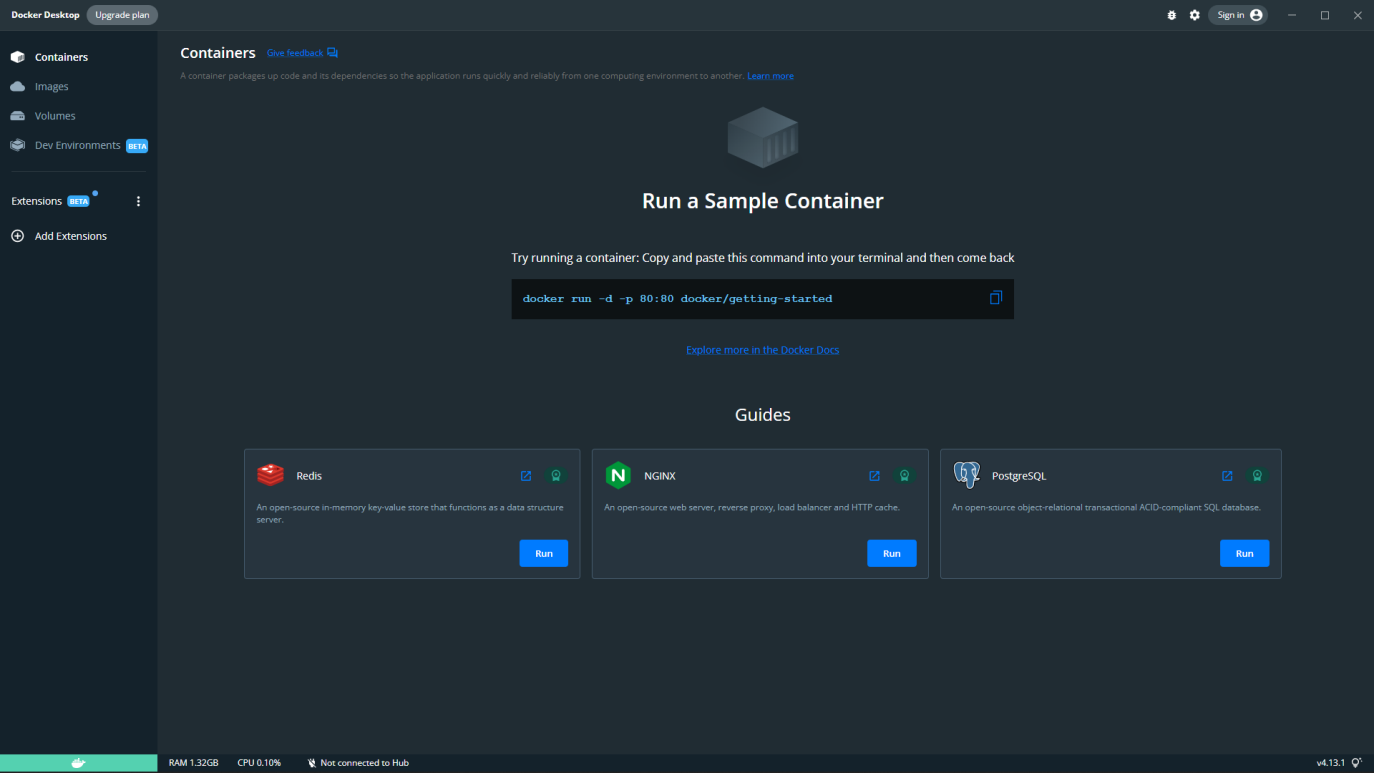 Docker Desktop Upgrade plan Sign in
Containers
Images
Volumes
Dev Environments BETA
Extensions BETA
Add Extensions
Containers Give feedback
A container packages up code and its dependencies so the application runs quickly and reliably from one computing environment to another. Learn more
Run a Sample Container
Try running a container: Copy and paste this command into your terminal and then come back
docker run -d -p 80:80 docker/getting-started
Explore more in the Docker Docs
Guides
Redis
An open-source in-memory key-value store that functions as a data structure
server.
Run
N NGINX
An open-source web server, reverse proxy, load balancer and HTTP cache.
Run
PostgreSQL
An open-source object-relational transactional ACID-compliant SQL database.
Run
RAM 1.32GB CPU 0.10% Not connected to Hub v4.13.1